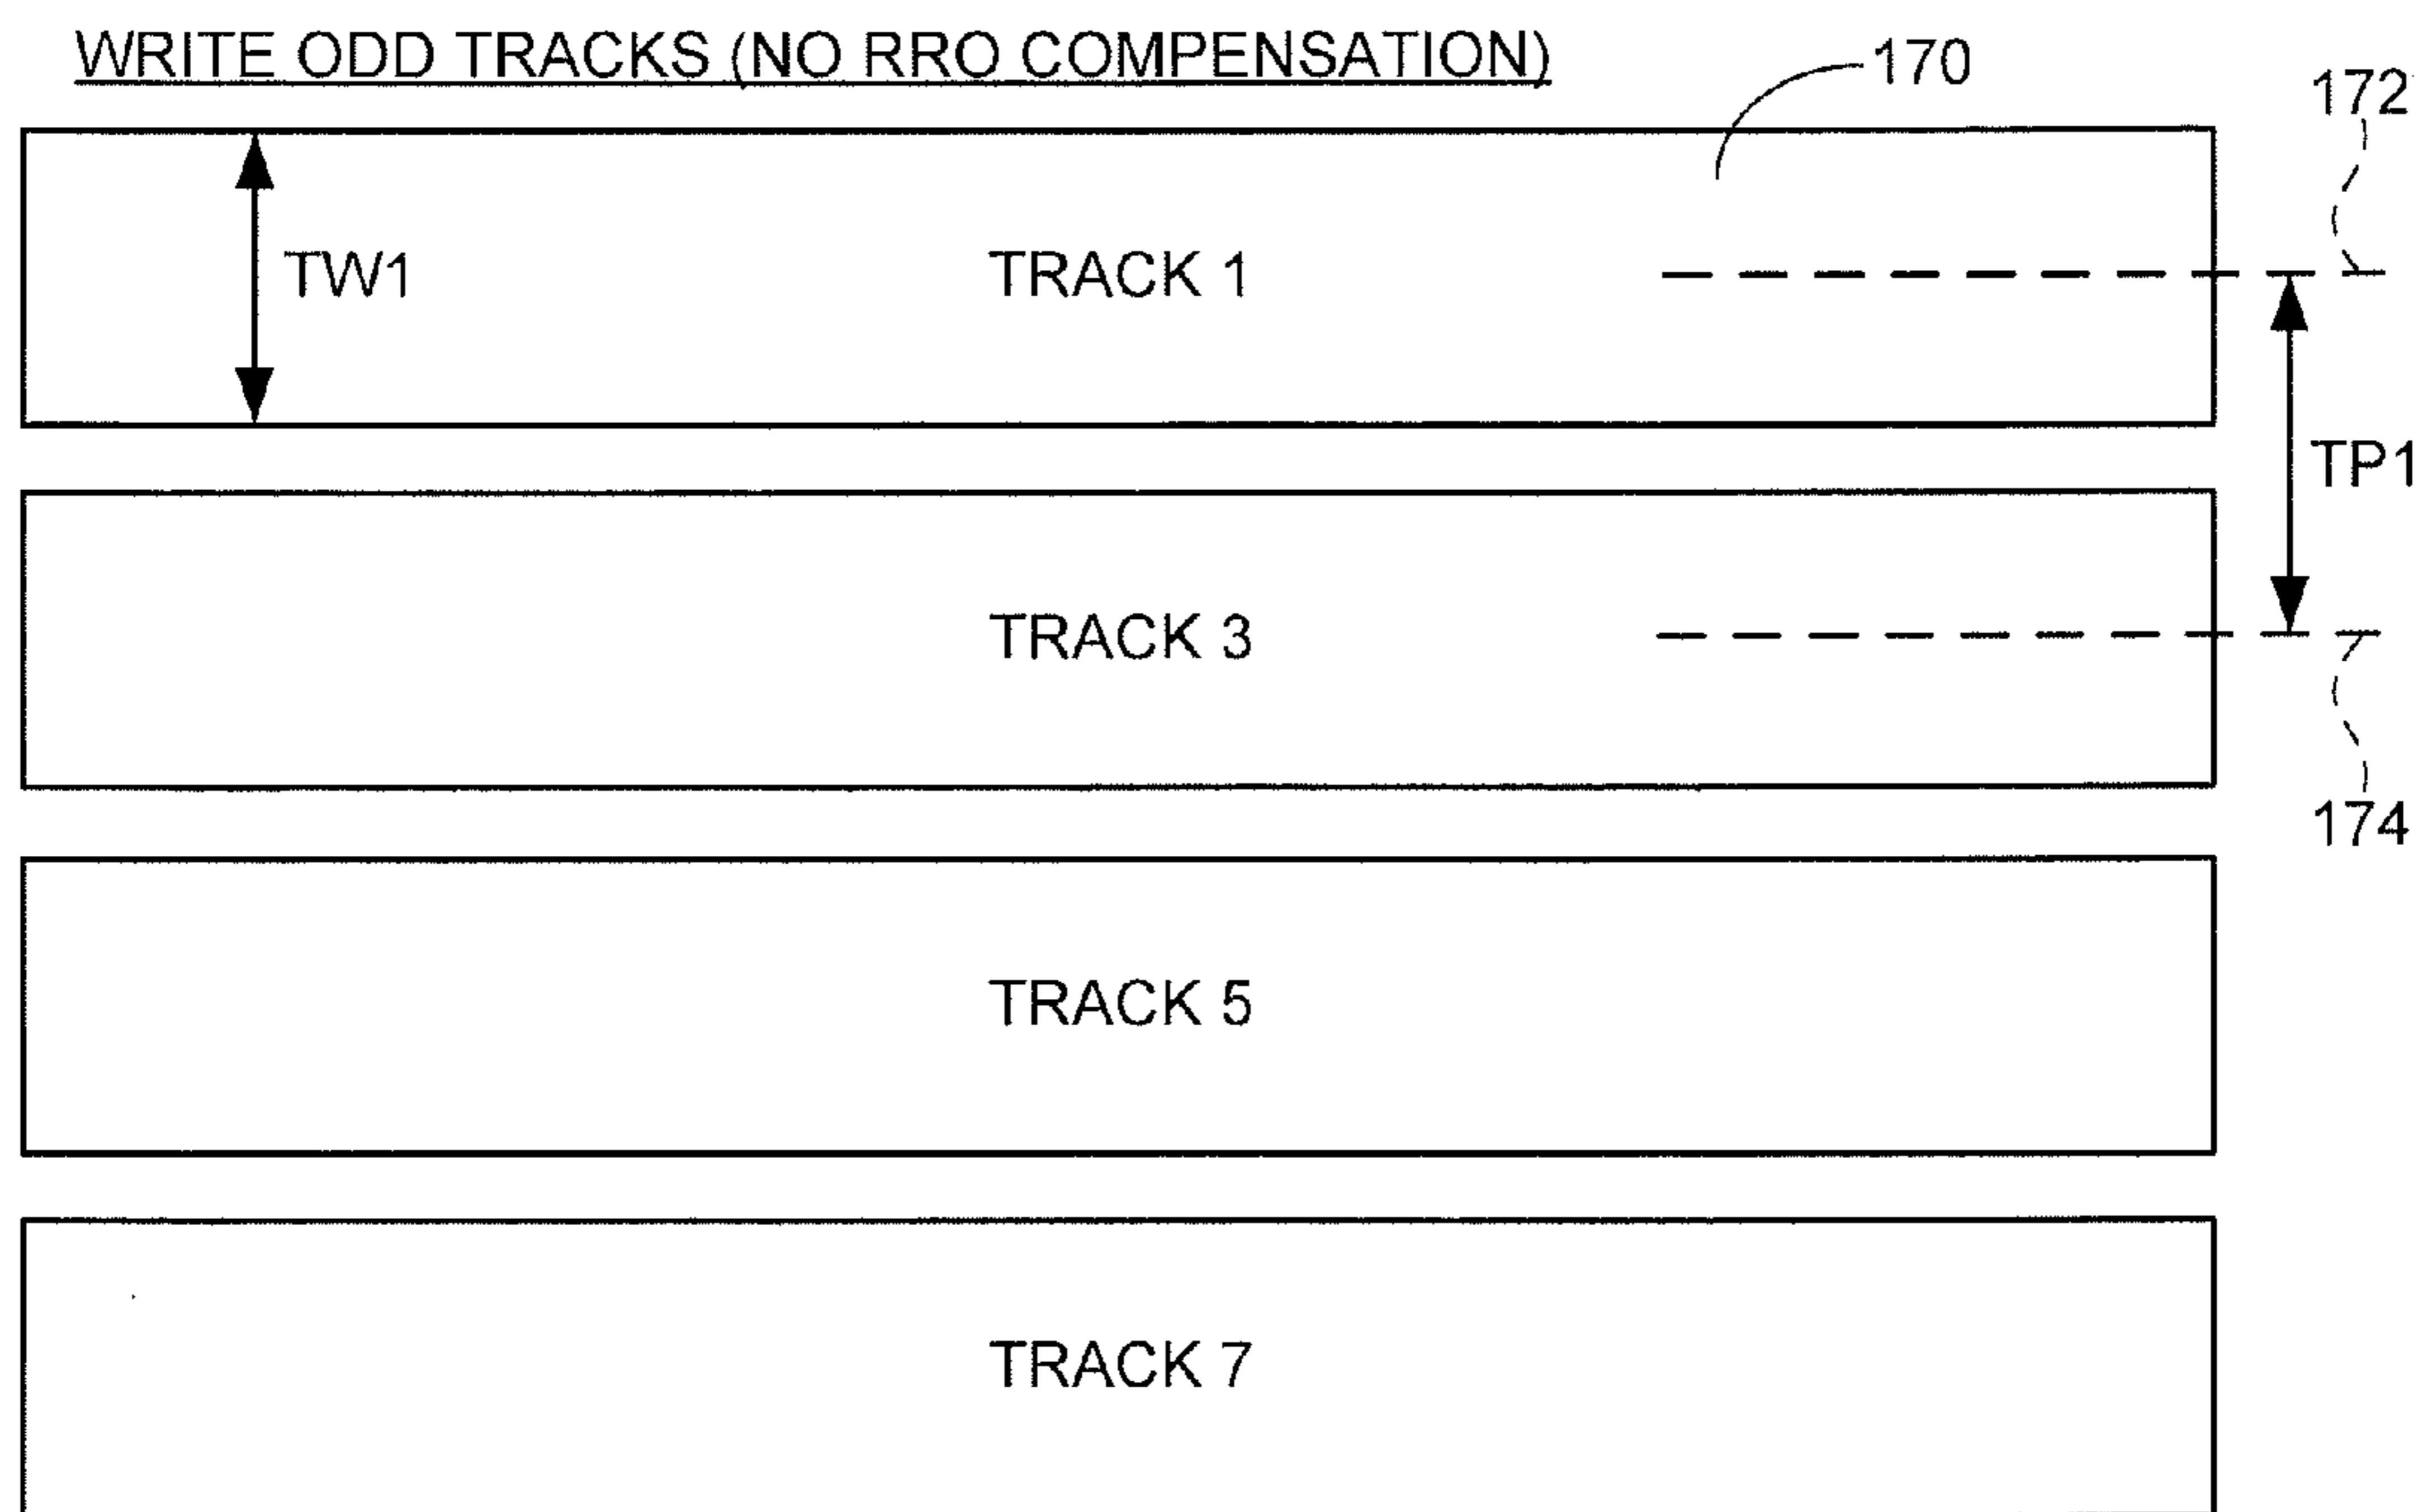 WRITE ODD TRACKS (NO RRO COMPENSATION)
170
172
TW1
TRACK 1
TP1
TRACK 3
174
TRACK 5
TRACK 7